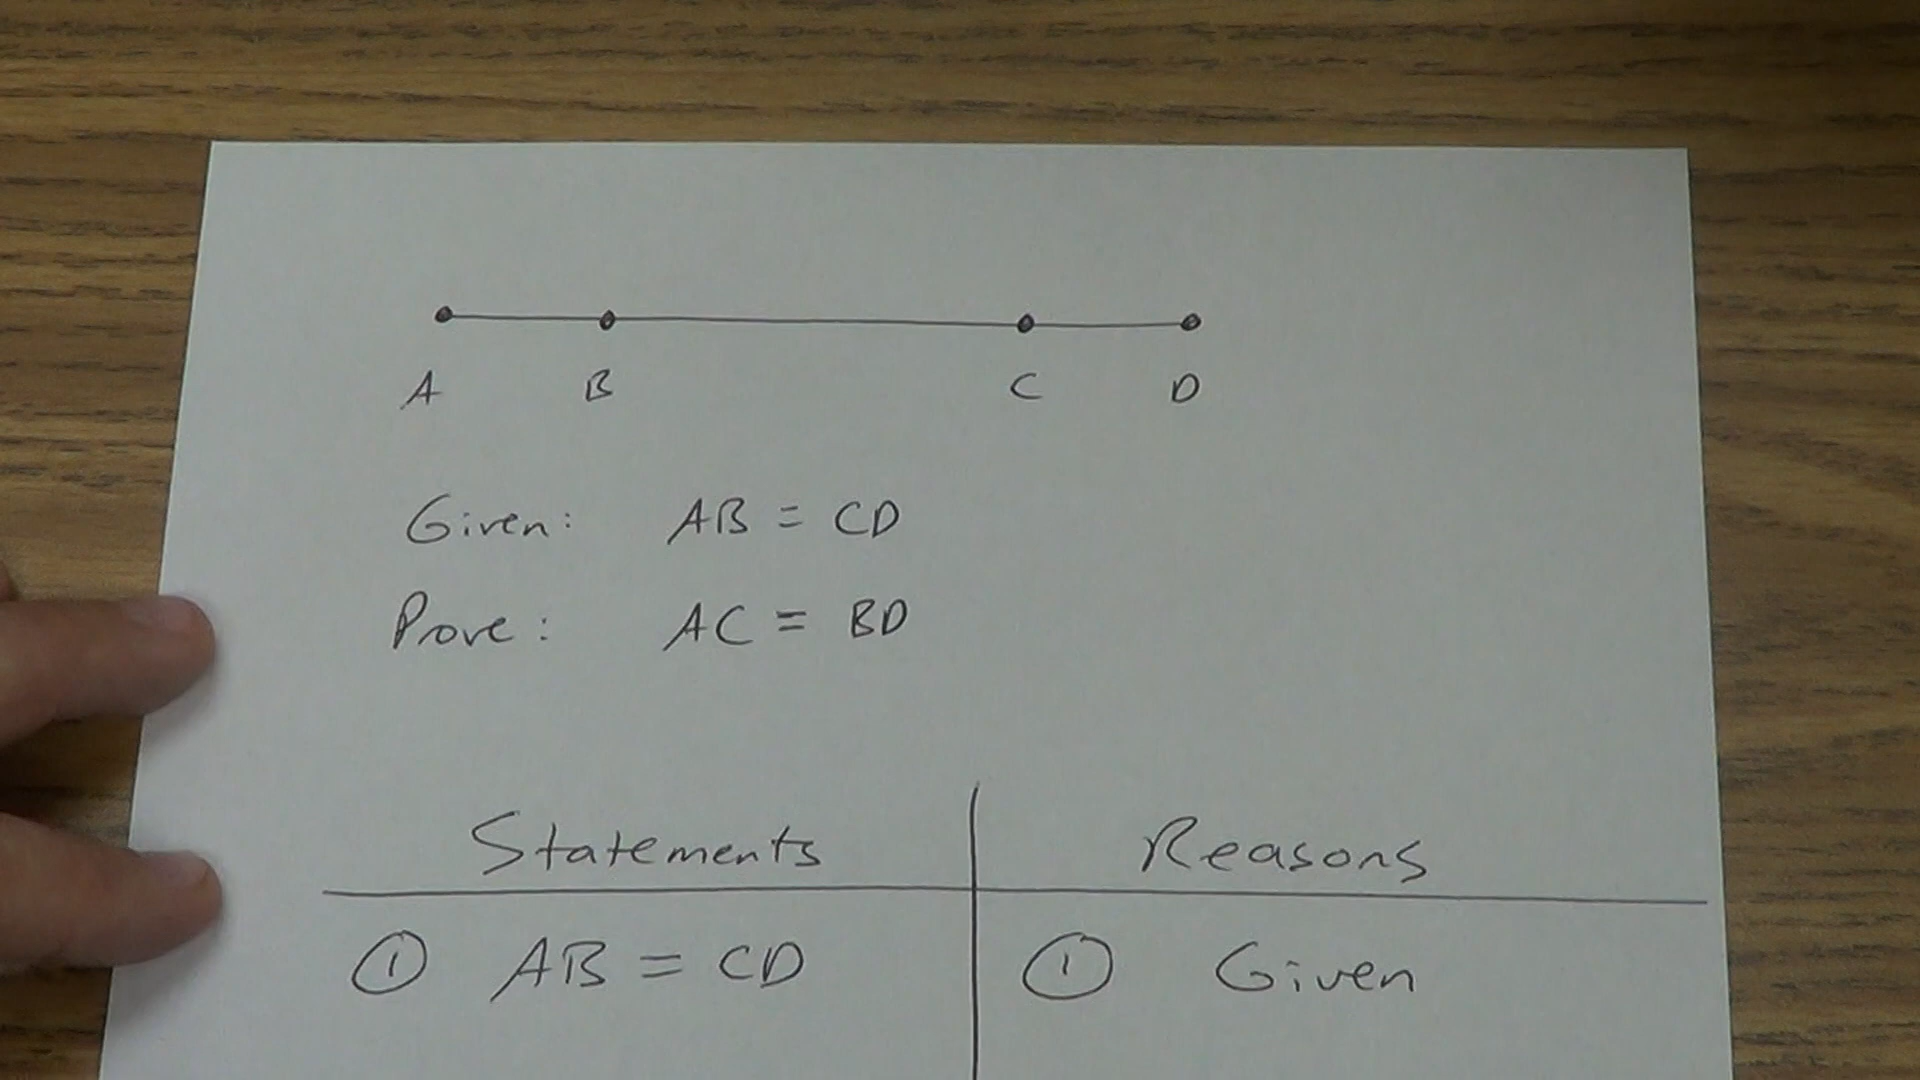 A B C D
Given: AB = CD
Prove: AC = BD
Statements Reasons
① AB = CD ① Given